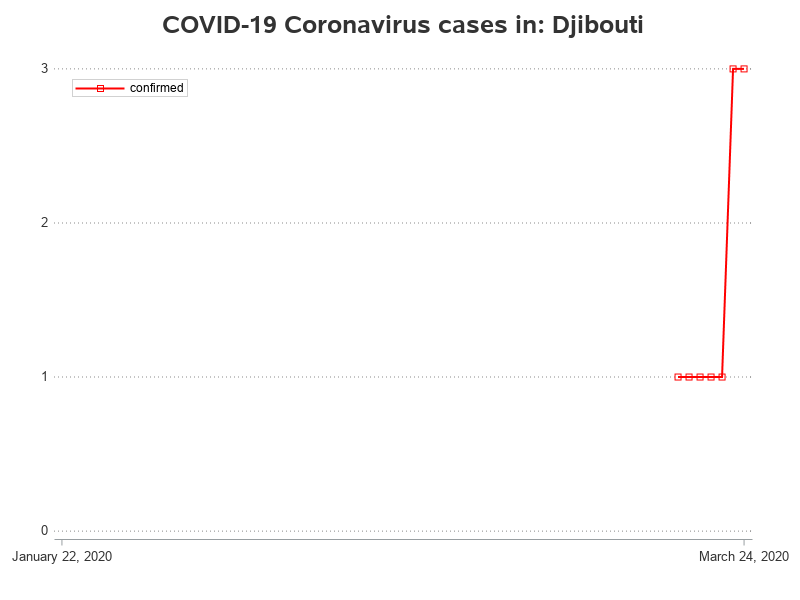 COVID-19 Coronavirus cases in: Djibouti
3
confirmed
2
1
0
January 22, 2020
March 24, 2020